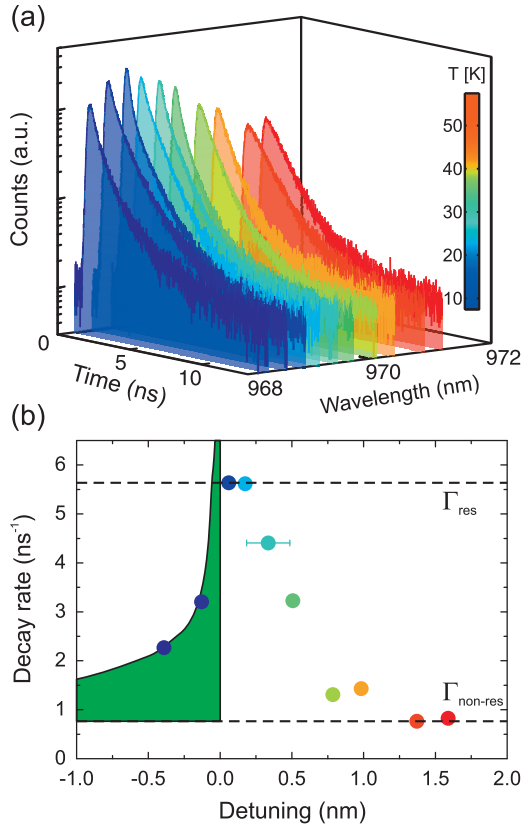 (a)
Counts (a.u.)
0
5
10
Time (ns)
968
970
972
Wavelength (nm)
T [K]
50
40
30
20
10
(b)
Decay rate (ns⁻¹)
6
5
4
3
2
1
0
Γres
Γnon-res
-1.0
-0.5
0.0
0.5
1.0
1.5
2.0
Detuning (nm)